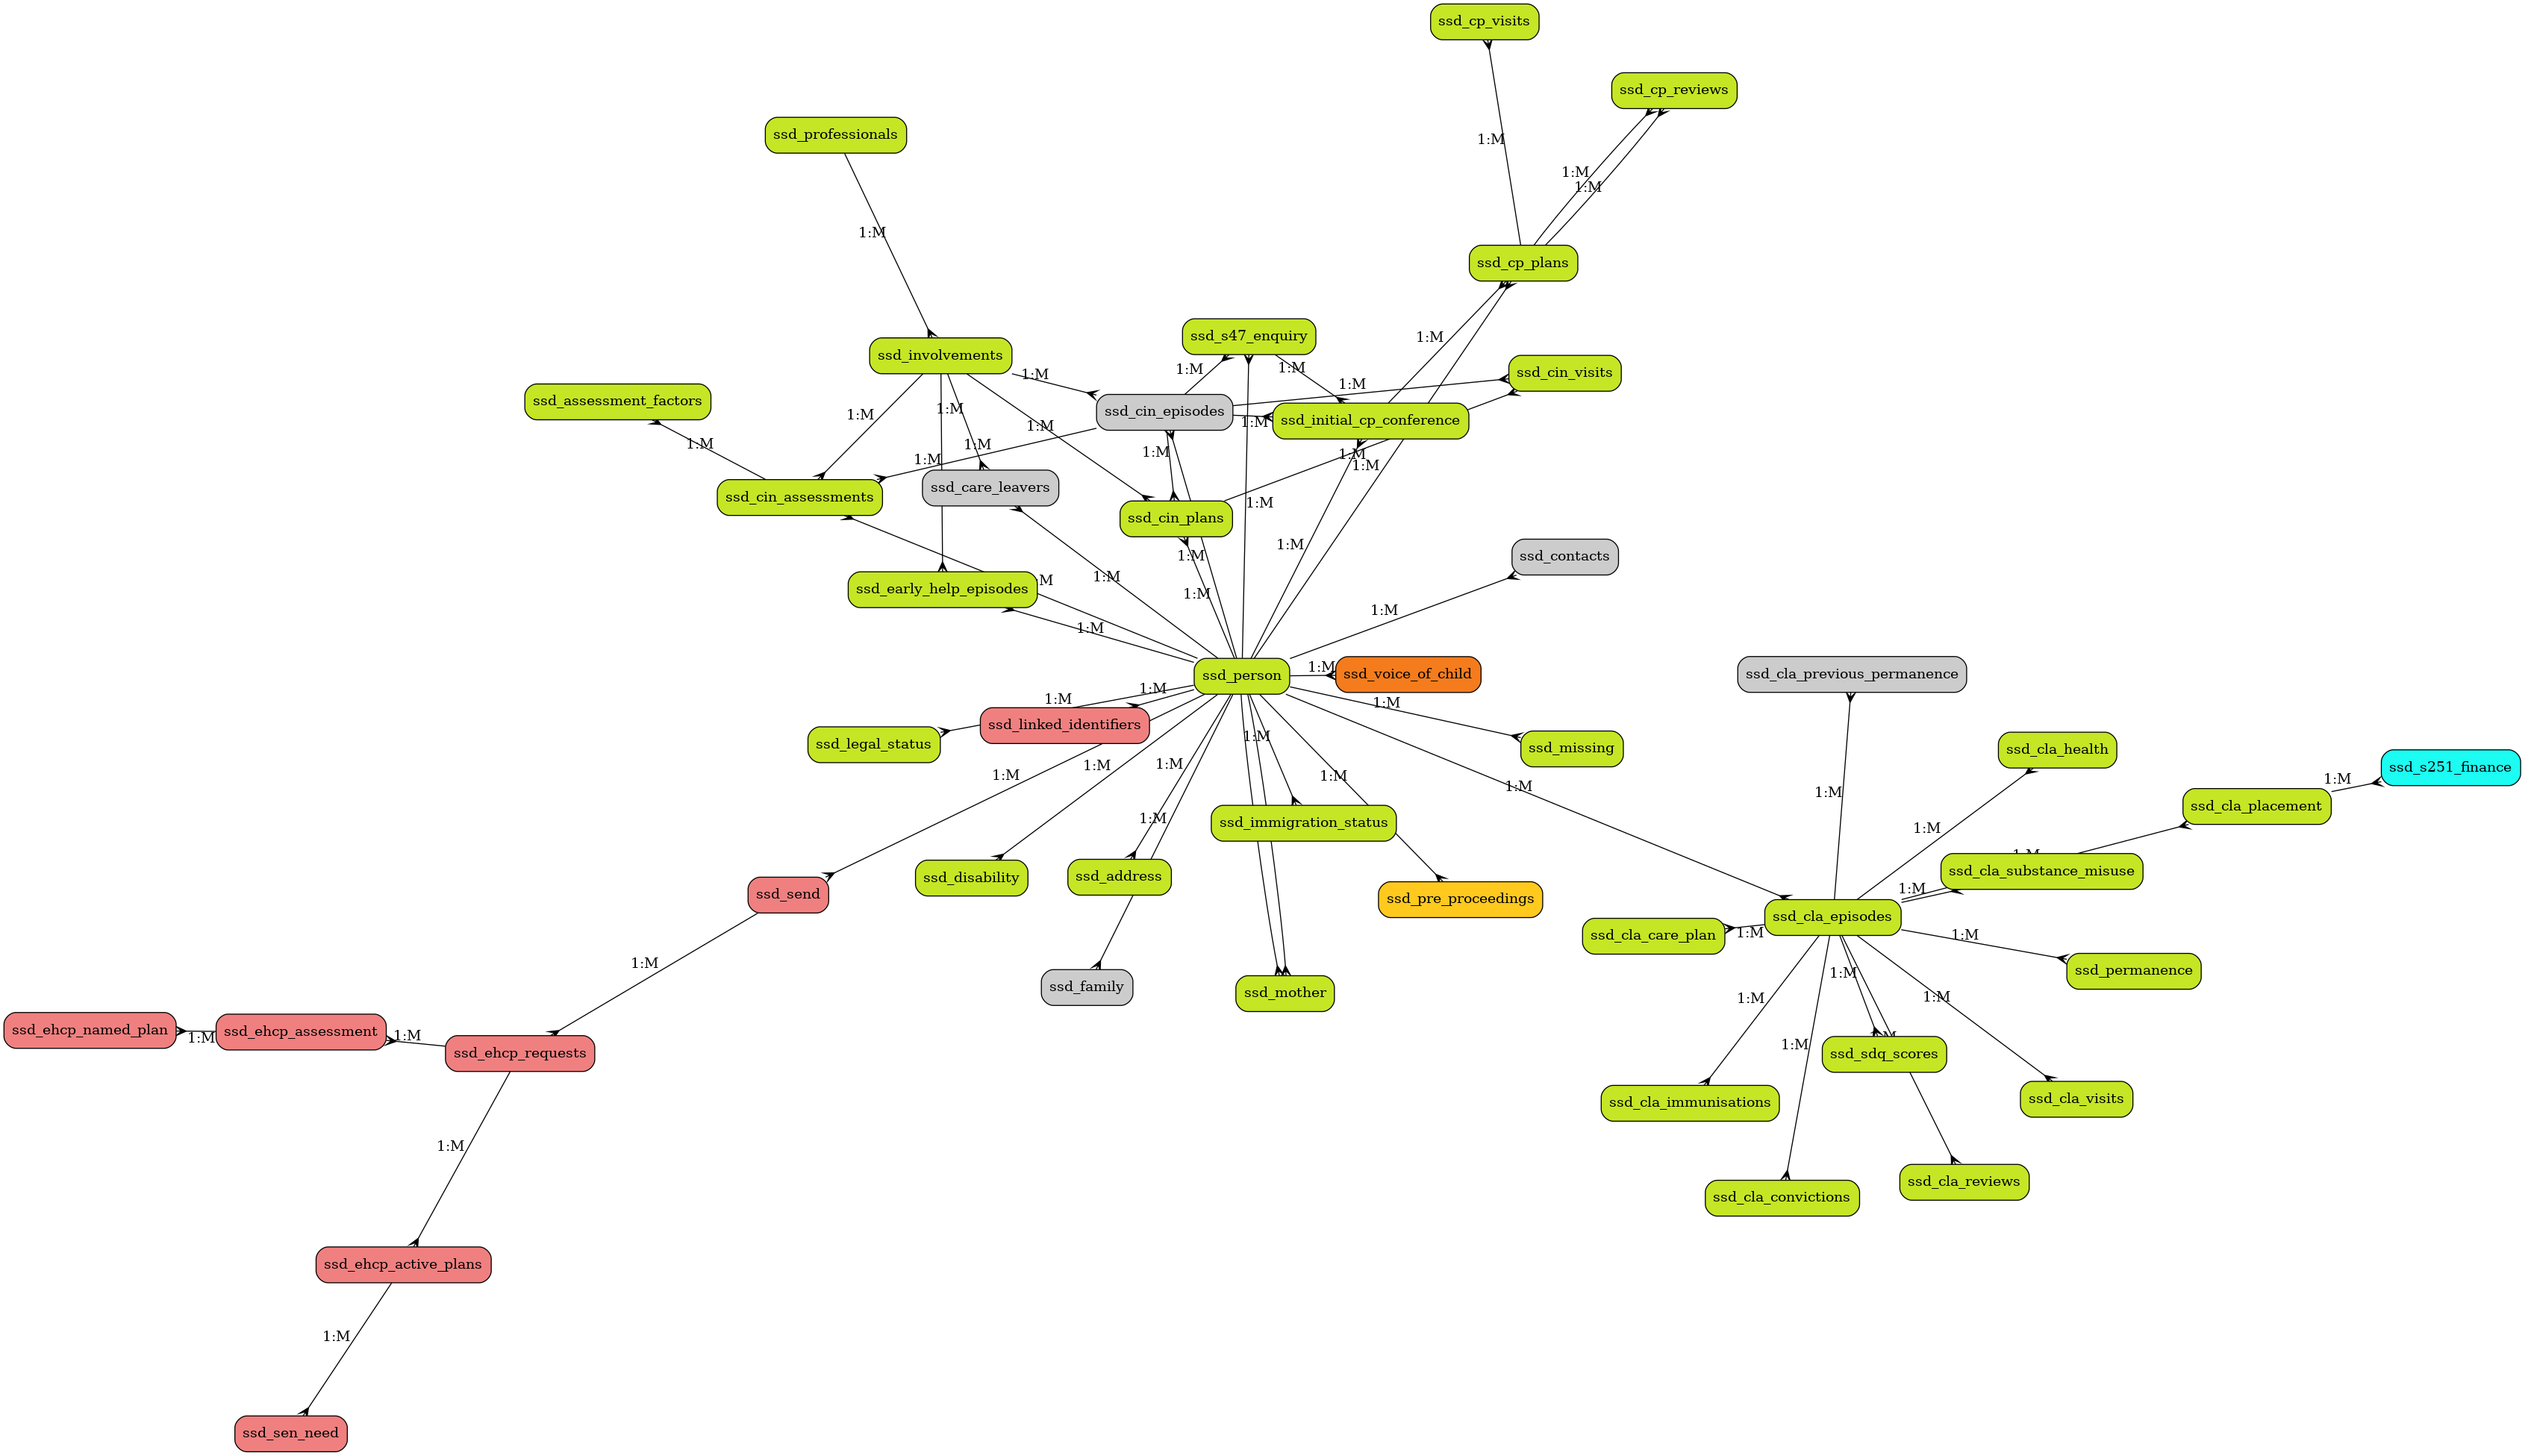 ssd_cp_visits
ssd_cp_reviews
ssd_professionals
1:M
1:M
1:M
1:M
ssd_cp_plans
ssd_s47_enquiry
1:M
ssd_involvements
1:M
1:M
1:M
ssd_cin_visits
1:M
ssd_assessment_factors
1:M
1:M
ssd_cin_episodes
1:M
ssd_initial_cp_conference
1:M
1:M
1:M
1:M
1:M
1:M
1:M
1:M
ssd_cin_assessments
ssd_care_leavers
1:M
ssd_cin_plans
1:M
1:M
ssd_contacts
1:M
M
ssd_early_help_episodes
1:M
1:M
1:M
ssd_person
1:M
ssd_voice_of_child
ssd_cla_previous_permanence
1:M
1:M
1:M
ssd_legal_status
ssd_linked_identifiers
1:M
ssd_missing
ssd_cla_health
1:M
1:M
1:M
1:M
1:M
1:M
1:M
ssd_s251_finance
ssd_cla_placement
1:M
ssd_immigration_status
1:M
ssd_disability
ssd_address
ssd_cla_substance_misuse
1:M
ssd_send
ssd_pre_proceedings
ssd_cla_episodes
ssd_cla_care_plan
1:M
1:M
1:M
ssd_permanence
1:M
ssd_family
ssd_mother
1:M
1:M
ssd_ehcp_named_plan
1:M
ssd_ehcp_assessment
1:M
ssd_ehcp_requests
1:M
ssd_sdq_scores
ssd_cla_immunisations
ssd_cla_visits
1:M
ssd_cla_convictions
ssd_cla_reviews
ssd_ehcp_active_plans
1:M
ssd_sen_need